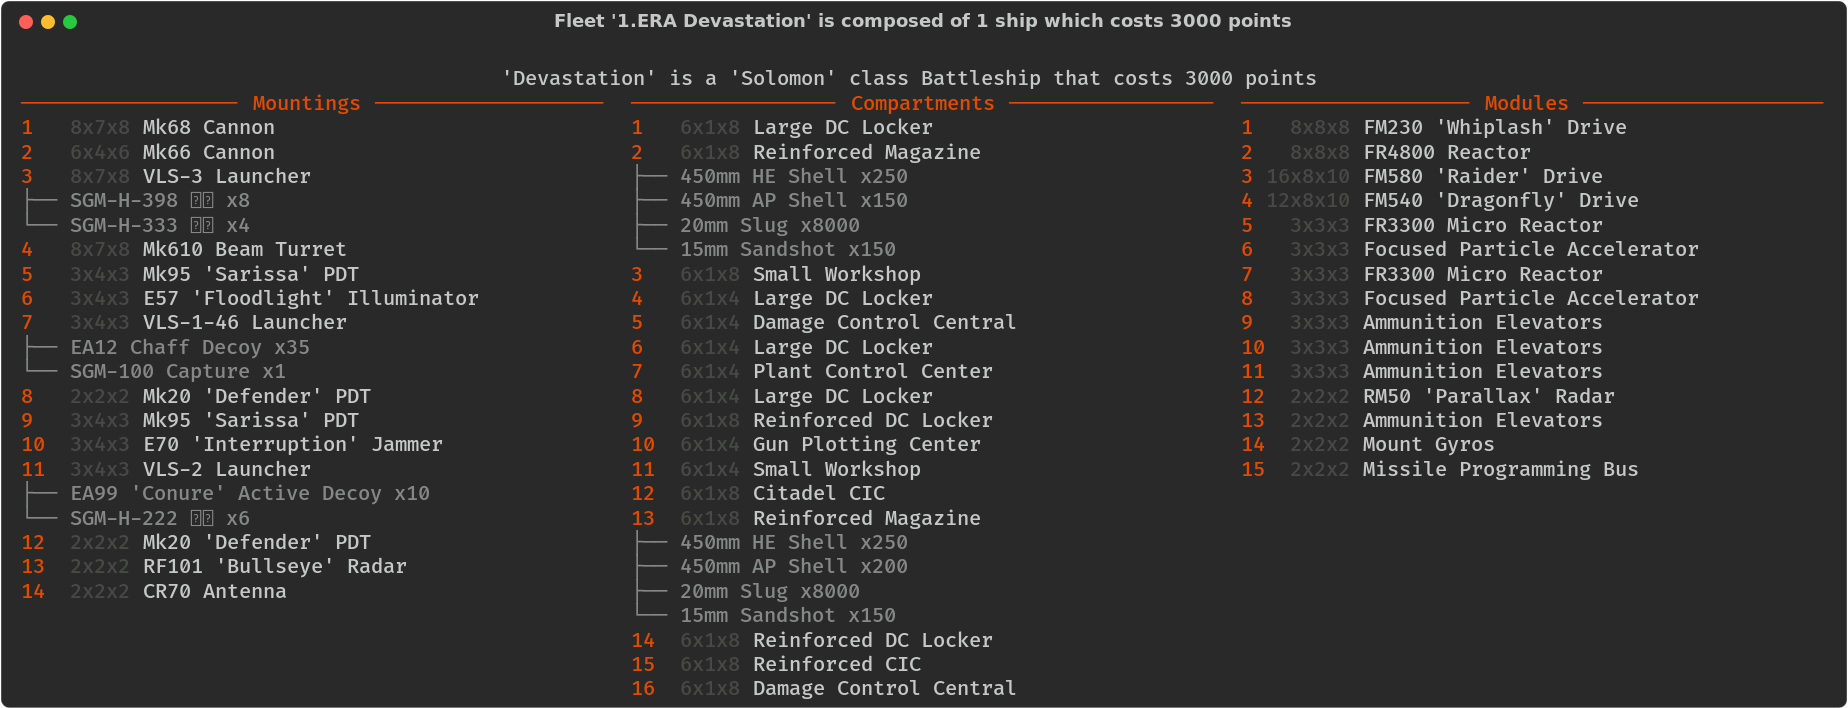 Fleet '1.ERA Devastation' is composed of 1 ship which costs 3000 points
'Devastation' is a 'Solomon' class Battleship that costs 3000 points
Mountings
1 8x7x8 Mk68 Cannon
2 6x4x6 Mk66 Cannon
3 8x7x8 VLS-3 Launcher
SGM-H-398 x8
SGM-H-333 x4
4 8x7x8 Mk610 Beam Turret
5 3x4x3 Mk95 'Sarissa' PDT
6 3x4x3 E57 'Floodlight' Illuminator
7 3x4x3 VLS-1-46 Launcher
EA12 Chaff Decoy x35
SGM-100 Capture x1
8 2x2x2 Mk20 'Defender' PDT
9 3x4x3 Mk95 'Sarissa' PDT
10 3x4x3 E70 'Interruption' Jammer
11 3x4x3 VLS-2 Launcher
EA99 'Conure' Active Decoy x10
SGM-H-222 x6
12 2x2x2 Mk20 'Defender' PDT
13 2x2x2 RF101 'Bullseye' Radar
14 2x2x2 CR70 Antenna
Compartments
1 6x1x8 Large DC Locker
2 6x1x8 Reinforced Magazine
450mm HE Shell x250
450mm AP Shell x150
20mm Slug x8000
15mm Sandshot x150
3 6x1x8 Small Workshop
4 6x1x4 Large DC Locker
5 6x1x4 Damage Control Central
6 6x1x4 Large DC Locker
7 6x1x4 Plant Control Center
8 6x1x4 Large DC Locker
9 6x1x8 Reinforced DC Locker
10 6x1x4 Gun Plotting Center
11 6x1x4 Small Workshop
12 6x1x8 Citadel CIC
13 6x1x8 Reinforced Magazine
450mm HE Shell x250
450mm AP Shell x200
20mm Slug x8000
15mm Sandshot x150
14 6x1x8 Reinforced DC Locker
15 6x1x8 Reinforced CIC
16 6x1x8 Damage Control Central
Modules
1 8x8x8 FM230 'Whiplash' Drive
2 8x8x8 FR4800 Reactor
3 16x8x10 FM580 'Raider' Drive
4 12x8x10 FM540 'Dragonfly' Drive
5 3x3x3 FR3300 Micro Reactor
6 3x3x3 Focused Particle Accelerator
7 3x3x3 FR3300 Micro Reactor
8 3x3x3 Focused Particle Accelerator
9 3x3x3 Ammunition Elevators
10 3x3x3 Ammunition Elevators
11 3x3x3 Ammunition Elevators
12 2x2x2 RM50 'Parallax' Radar
13 2x2x2 Ammunition Elevators
14 2x2x2 Mount Gyros
15 2x2x2 Missile Programming Bus